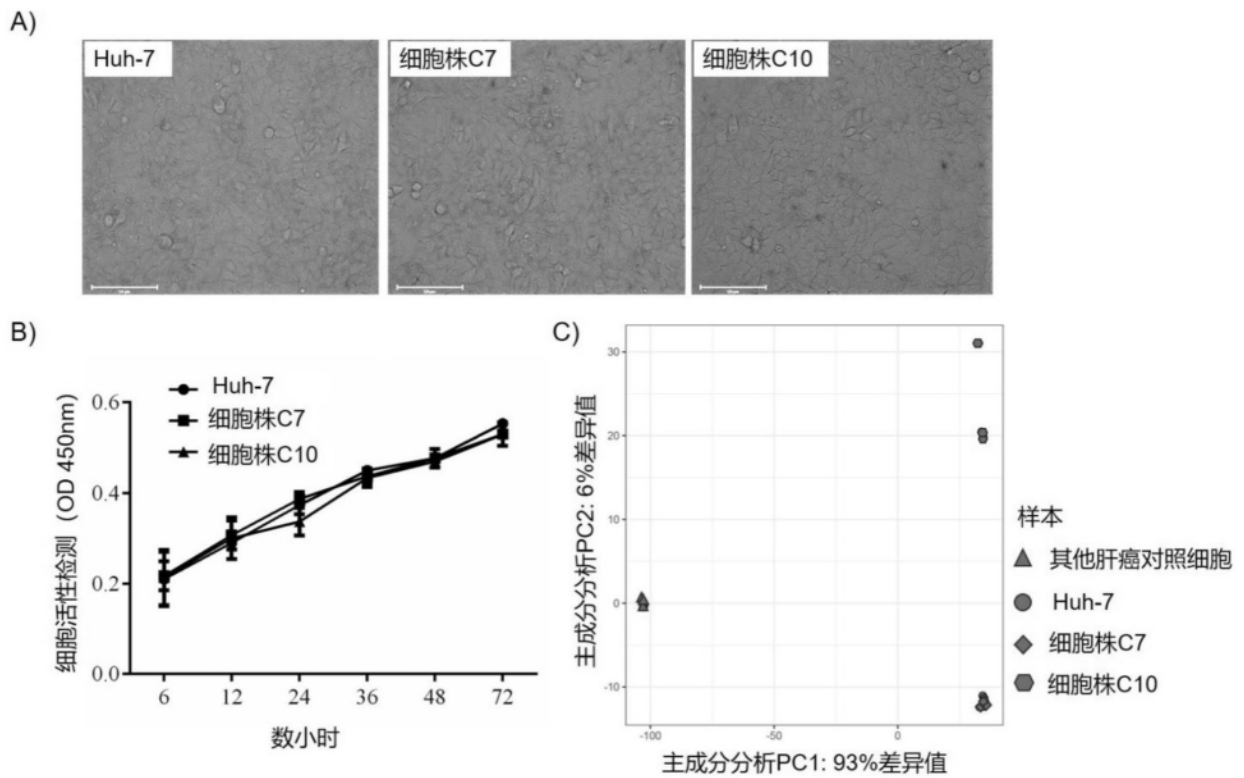 A)
Huh-7
细胞株C7
细胞株C10
B)
Huh-7
细胞株C7
细胞株C10
细胞活性检测(OD 450nm)
0.6
0.4
0.2
0.0
6 12 24 36 48 72
数小时
C)
主成分分析PC2: 6%差异值
30
20
10
0
-10
-100 -50 0
主成分分析PC1: 93%差异值
样本
其他肝癌对照细胞
Huh-7
细胞株C7
细胞株C10